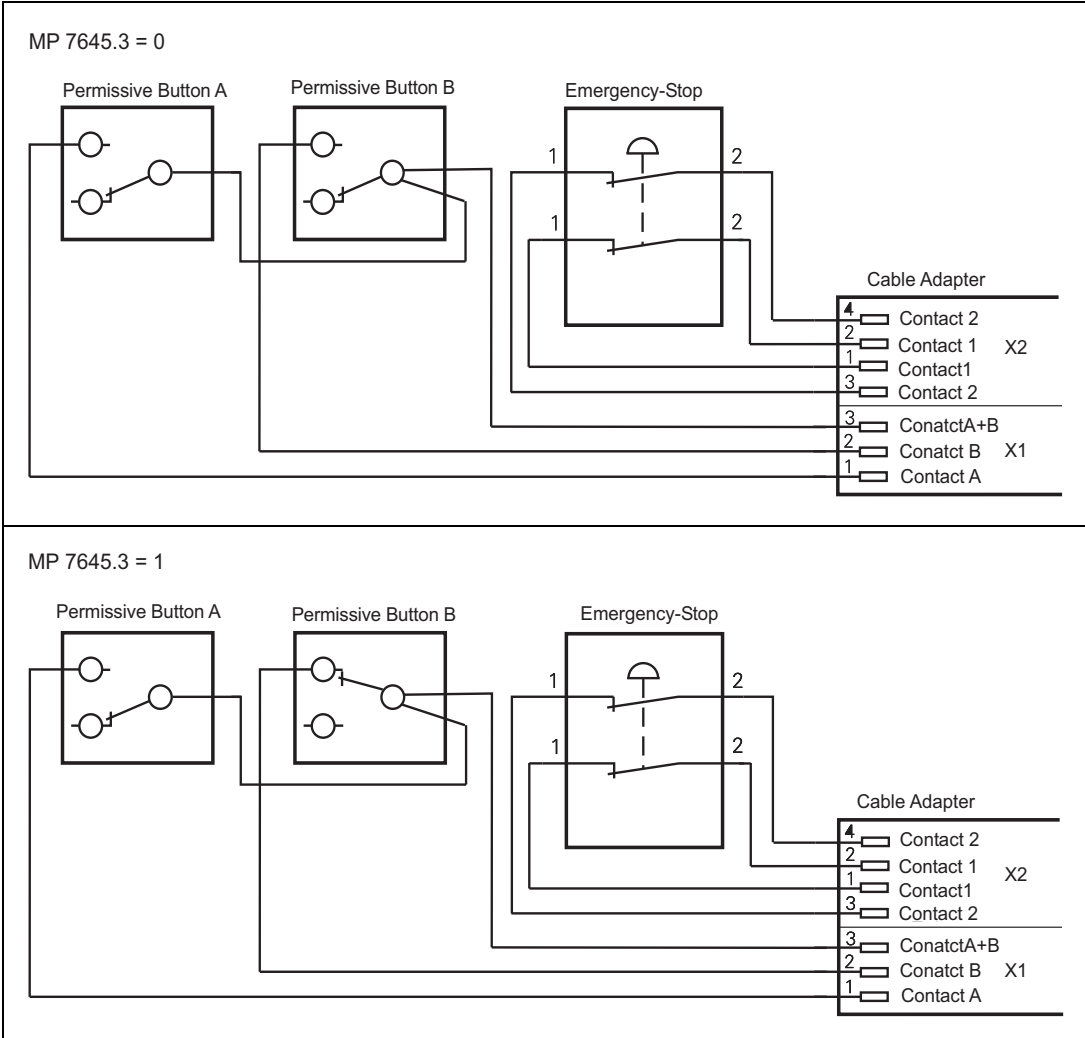 MP 7645.3 = 0
Permissive Button A
Permissive Button B
Emergency-Stop
1
2
1
2
Cable Adapter
4
Contact 2
2
Contact 1
X2
1
Contact1
3
Contact 2
3
ConatctA+B
2
Conatct B
X1
1
Contact A
MP 7645.3 = 1
Permissive Button A
Permissive Button B
Emergency-Stop
1
2
1
2
Cable Adapter
4
Contact 2
2
Contact 1
X2
1
Contact1
3
Contact 2
3
ConatctA+B
2
Conatct B
X1
1
Contact A